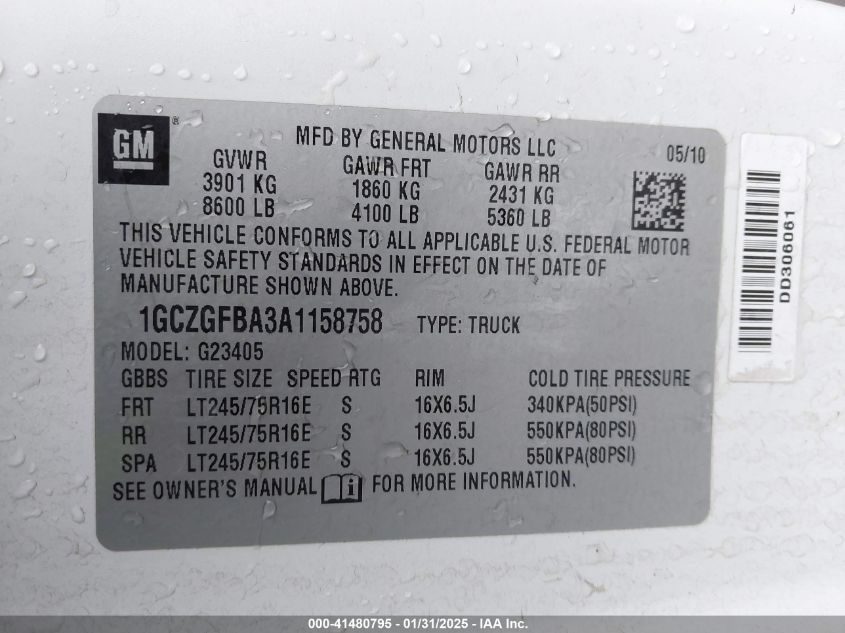 GM ®
MFD BY GENERAL MOTORS LLC
05/10
GVWR GAWR FRT GAWR RR
3901 KG 1860 KG 2431 KG
8600 LB 4100 LB 5360 LB
THIS VEHICLE CONFORMS TO ALL APPLICABLE U.S. FEDERAL MOTOR
VEHICLE SAFETY STANDARDS IN EFFECT ON THE DATE OF
MANUFACTURE SHOWN ABOVE.
1GCZGFBA3A1158758 TYPE: TRUCK
MODEL: G23405
GBBS TIRE SIZE SPEED RTG RIM COLD TIRE PRESSURE
FRT LT245/75R16E S 16X6.5J 340KPA(50PSI)
RR LT245/75R16E S 16X6.5J 550KPA(80PSI)
SPA LT245/75R16E S 16X6.5J 550KPA(80PSI)
SEE OWNER'S MANUAL i FOR MORE INFORMATION.
DD306061
000-41480795 - 01/31/2025 - IAA Inc.